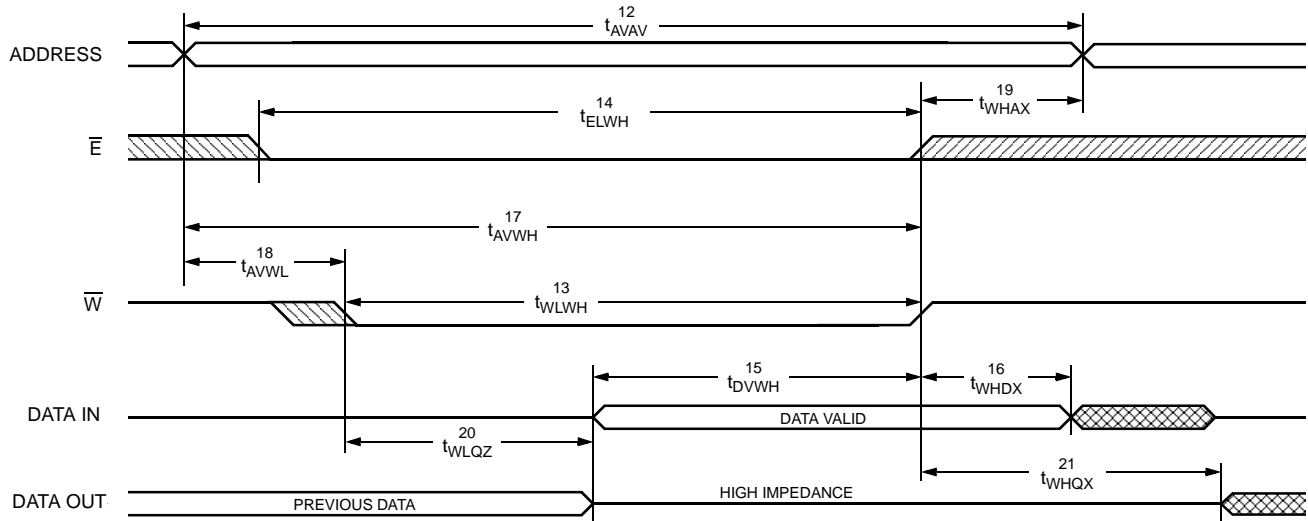 12
tAVAV
ADDRESS
19
tWHAX
14
tELWH
E
17
tAVWH
18
tAVWL
W
13
tWLWH
15
tDVWH
16
tWHDX
DATA IN
DATA VALID
20
tWLQZ
21
tWHQX
DATA OUT
PREVIOUS DATA
HIGH IMPEDANCE